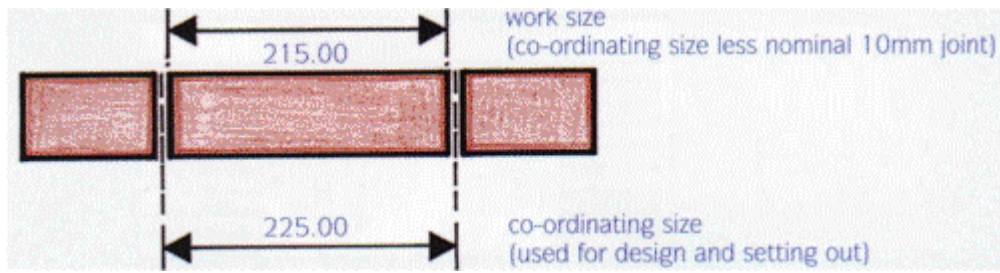 work size
(co-ordinating size less nominal 10mm joint)
215.00
225.00
co-ordinating size
(used for design and setting out)